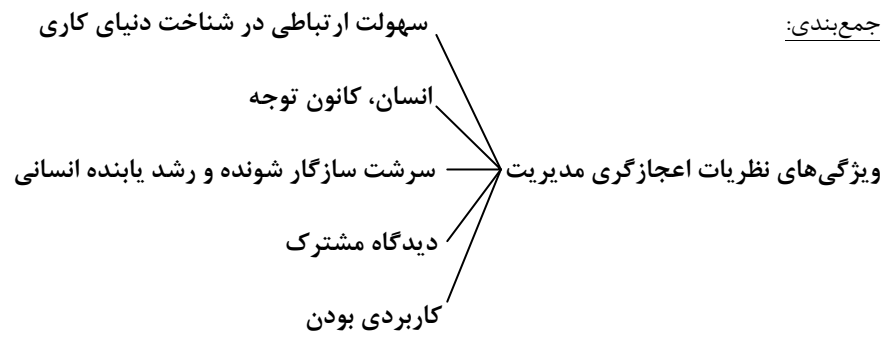 جمع‌بندی:
سهولت ارتباطی در شناخت دنیای کاری
انسان، کانون توجه
ویژگی‌های نظریات اعجازگری مدیریت
سرشت سازگار شونده و رشد یابنده انسانی
دیدگاه مشترک
کاربردی بودن